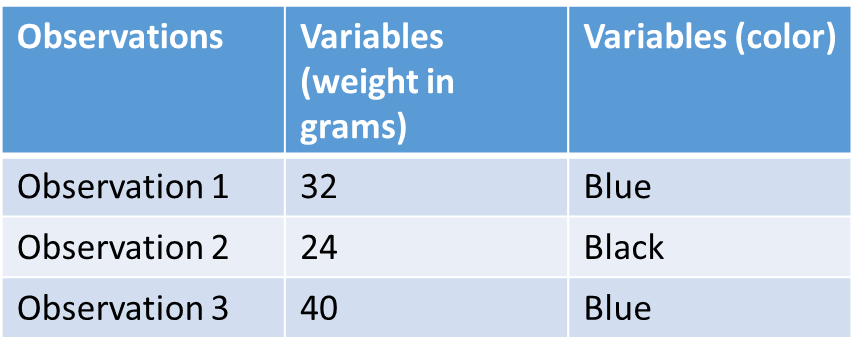 Observations Variables (weight in grams) Variables (color)
Observation 1 32 Blue
Observation 2 24 Black
Observation 3 40 Blue